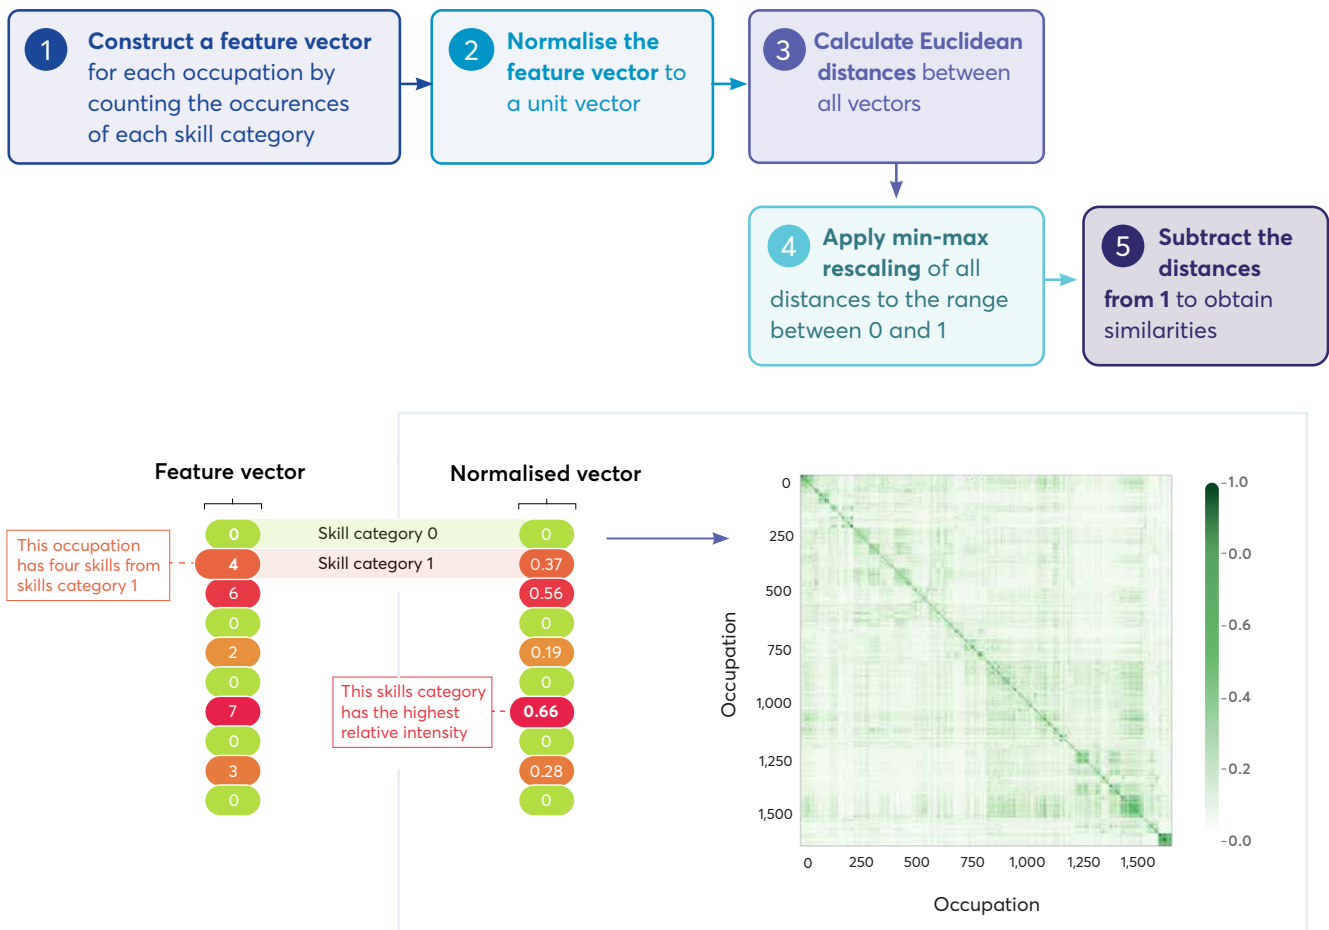 1
Construct a feature vector
for each occupation by
counting the occurences
of each skill category
2
Normalise the
feature vector to
a unit vector
3
Calculate Euclidean
distances between
all vectors
4
Apply min-max
rescaling of all
distances to the range
between 0 and 1
5
Subtract the
distances
from 1 to obtain
similarities
Feature vector
Normalised vector
0 Skill category 0 0
4 Skill category 1 0.37
6 0.56
0 0
2 0.19
0 0
7 0.66
0 0
3 0.28
0 0
This occupation
has four skills from
skills category 1
This skills category
has the highest
relative intensity
Occupation
0
250
500
750
1,000
1,250
1,500
0 250 500 750 1,000 1,250 1,500
Occupation
1.0
0.0
0.6
0.4
0.2
0.0